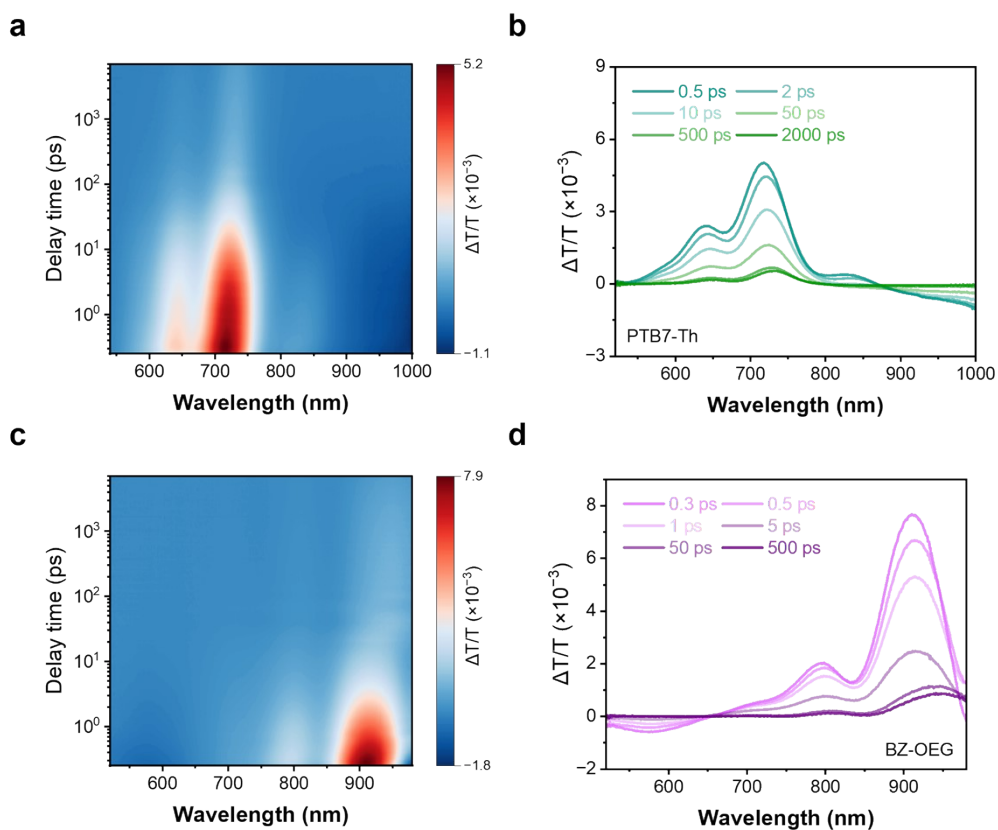 a
b
5.2
−1.1
ΔT/T (×10⁻³)
10³
10²
10¹
10⁰
Delay time (ps)
600 700 800 900 1000
Wavelength (nm)
9
6
3
0
−3
ΔT/T (×10⁻³)
0.5 ps 2 ps
10 ps 50 ps
500 ps 2000 ps
PTB7-Th
600 700 800 900 1000
Wavelength (nm)
c
d
7.9
−1.8
ΔT/T (×10⁻³)
10³
10²
10¹
10⁰
Delay time (ps)
600 700 800 900
Wavelength (nm)
8
6
4
2
0
−2
ΔT/T (×10⁻³)
0.3 ps 0.5 ps
1 ps 5 ps
50 ps 500 ps
BZ-OEG
600 700 800 900
Wavelength (nm)